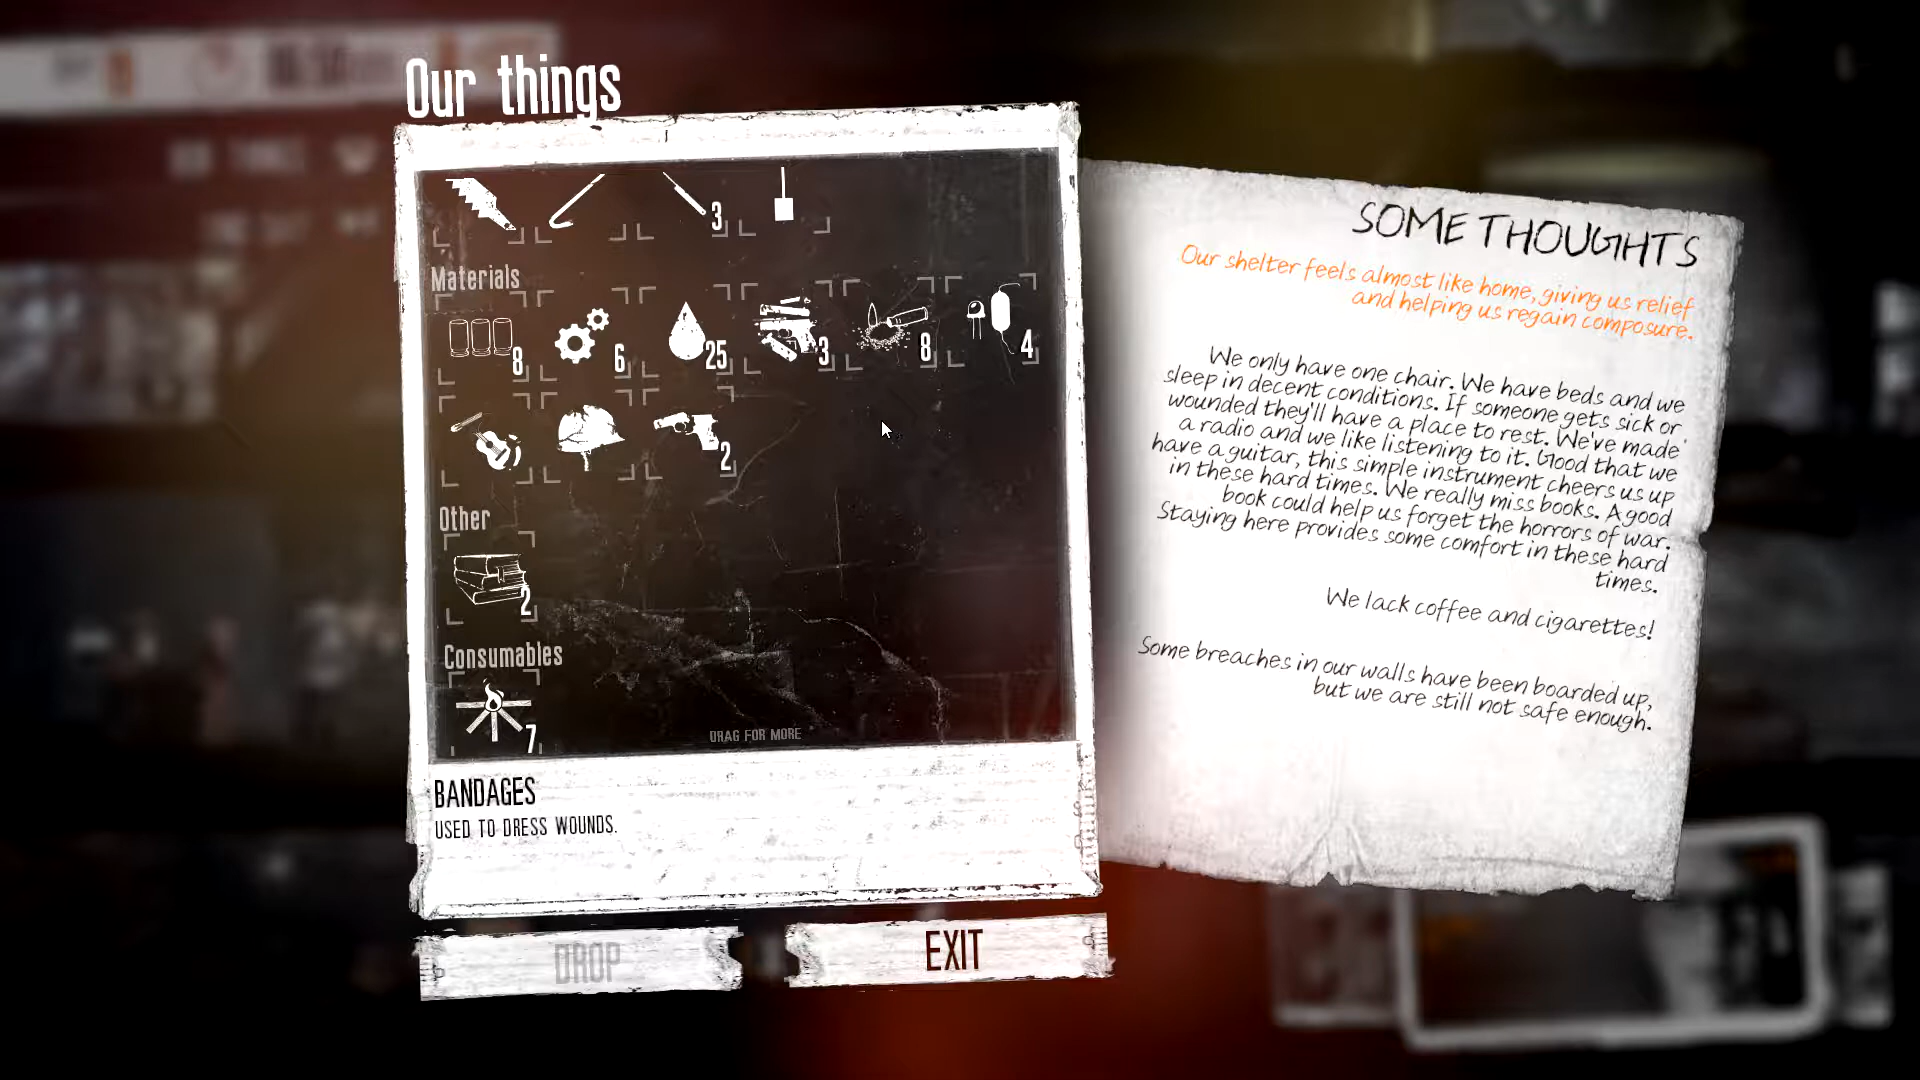 Our things
3
Materials
8
6
25
3
8
4
2
Other
2
Consumables
7
DRAG FOR MORE
BANDAGES
USED TO DRESS WOUNDS.
DROP
EXIT
SOME THOUGHTS
Our shelter feels almost like home, giving us relief
and helping us regain composure.
We only have one chair. We have beds and we
sleep in decent conditions. If someone gets sick or
wounded they'll have a place to rest. We've made
a radio and we like listening to it. Good that we
have a guitar, this simple instrument cheers us up
in these hard times. We really miss books. A good
book could help us forget the horrors of war.
Staying here provides some comfort in these hard
times.
We lack coffee and cigarettes!
Some breaches in our walls have been boarded up,
but we are still not safe enough.